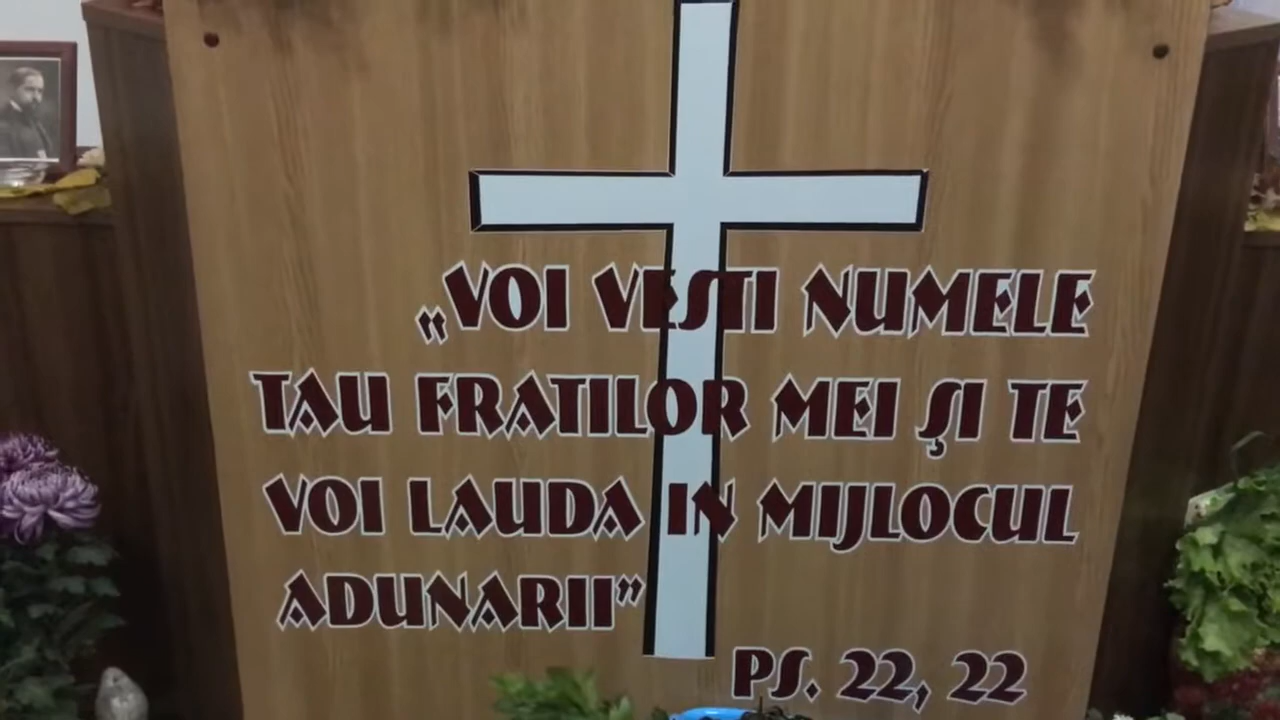 „VOI VESTI NUMELE
TAU FRATILOR MEI ŞI TE
VOI LAUDA IN MIJLOCUL
ADUNARII”
PS. 22, 22